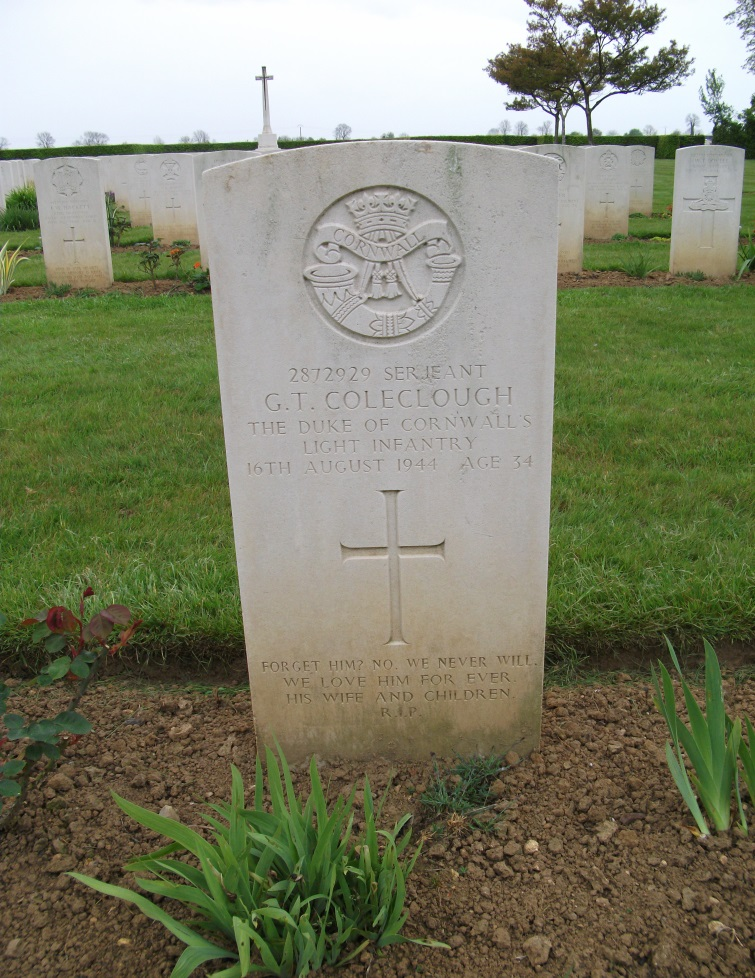 CORNWALL
2872929 SERJEANT
G.T. COLECLOUGH
THE DUKE OF CORNWALL'S
LIGHT INFANTRY
16TH AUGUST 1944 AGE 34
FORGET HIM? NO, WE NEVER WILL.
WE LOVE HIM FOR EVER.
HIS WIFE AND CHILDREN.
R.I.P.